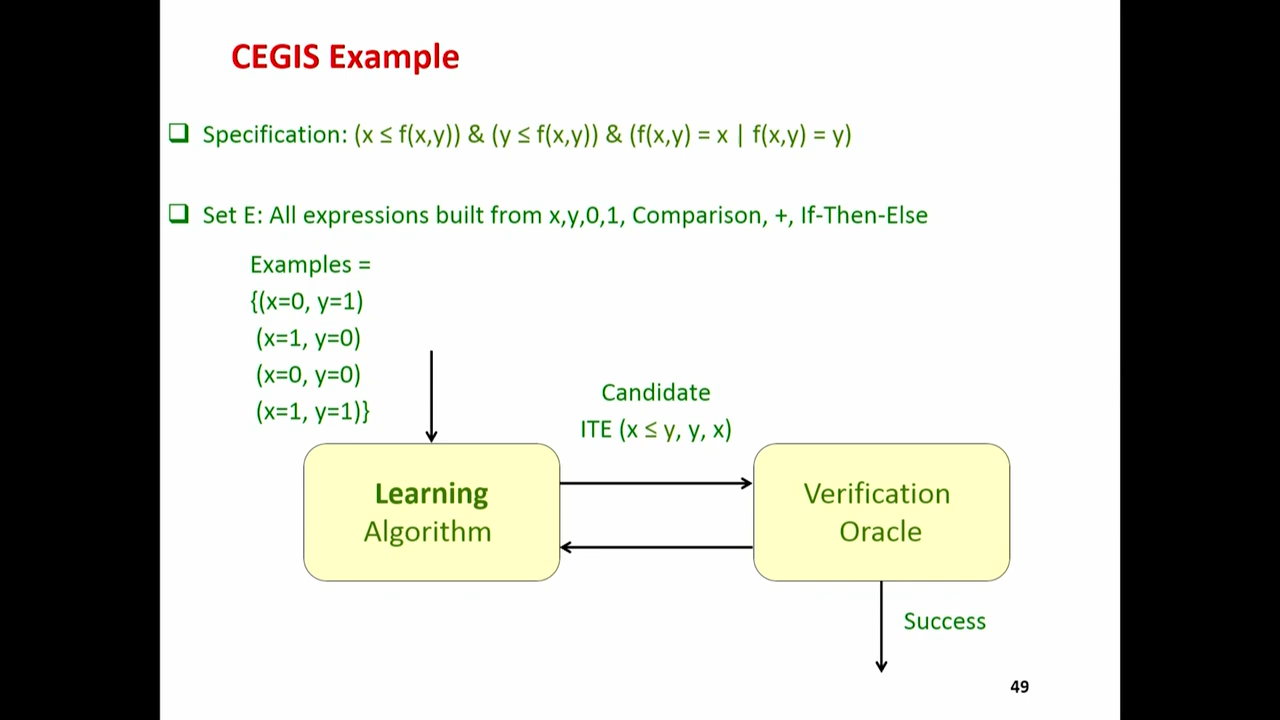 CEGIS Example
Specification: (x ≤ f(x,y)) & (y ≤ f(x,y)) & (f(x,y) = x | f(x,y) = y)
Set E: All expressions built from x,y,0,1, Comparison, +, If-Then-Else
Examples =
{(x=0, y=1)
(x=1, y=0)
(x=0, y=0)
(x=1, y=1)}
Candidate
ITE (x ≤ y, y, x)
Learning
Algorithm
Verification
Oracle
Success
49